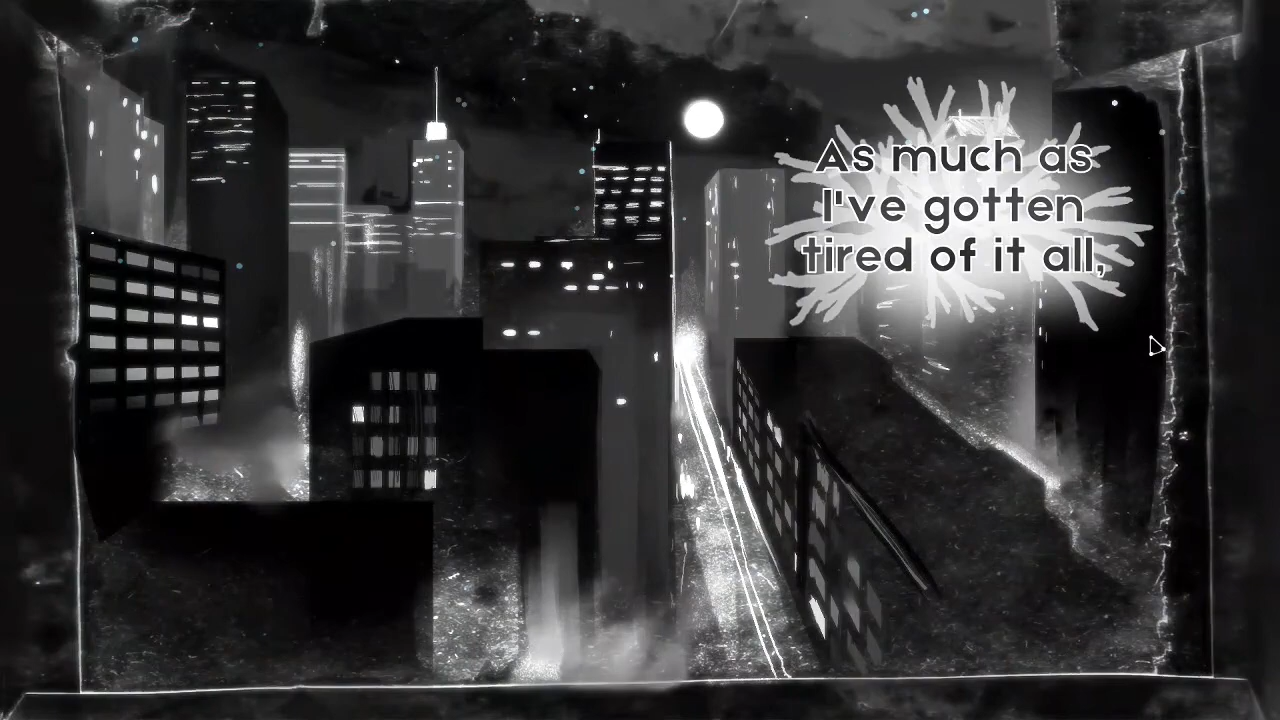 As much as
I've gotten
tired of it all,